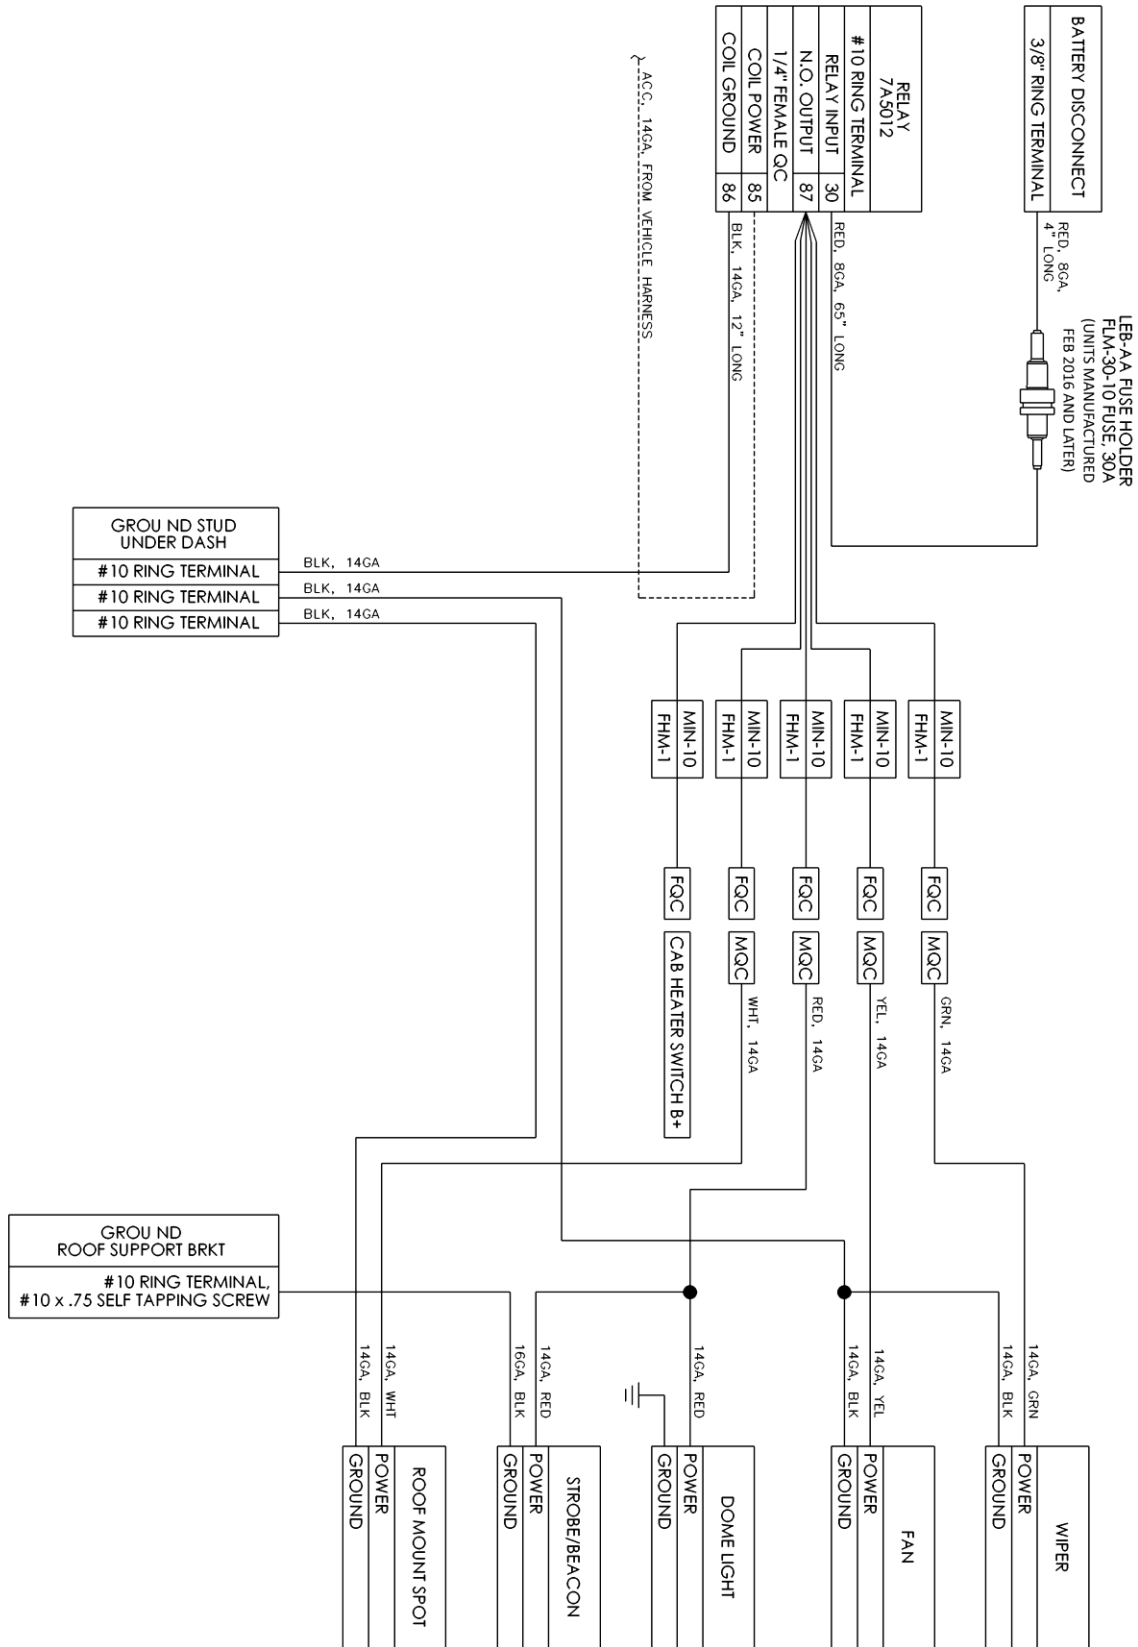 BATTERY DISCONNECT
3/8" RING TERMINAL
RED, 8GA,
4" LONG
LEB-AA FUSE HOLDER
FLM-30-10 FUSE, 30A
(UNITS MANUFACTURED
FEB 2016 AND LATER)
RELAY
7A5012
#10 RING TERMINAL
RELAY INPUT 30
N.O. OUTPUT 87
1/4" FEMALE QC
COIL POWER 85
COIL GROUND 86
RED, 8GA, 65" LONG
BLK, 14GA, 12" LONG
ACC, 14GA, FROM VEHICLE HARNESS
GROU ND STUD
UNDER DASH
#10 RING TERMINAL
#10 RING TERMINAL
#10 RING TERMINAL
BLK, 14GA
BLK, 14GA
BLK, 14GA
MIN-10
FHM-1
MIN-10
FHM-1
MIN-10
FHM-1
MIN-10
FHM-1
MIN-10
FHM-1
FQC
FQC
FQC
FQC
FQC
MQC
MQC
MQC
MQC
CAB HEATER SWITCH B+
GRN, 14GA
YEL, 14GA
RED, 14GA
WHT, 14GA
GROU ND
ROOF SUPPORT BRKT
#10 RING TERMINAL,
#10 x .75 SELF TAPPING SCREW
14GA, GRN
14GA, BLK
14GA, YEL
14GA, BLK
14GA, RED
14GA, RED
16GA, BLK
14GA, WHT
14GA, BLK
WIPER
POWER
GROUND
FAN
POWER
GROUND
DOME LIGHT
POWER
GROUND
STROBE/BEACON
POWER
GROUND
ROOF MOUNT SPOT
POWER
GROUND